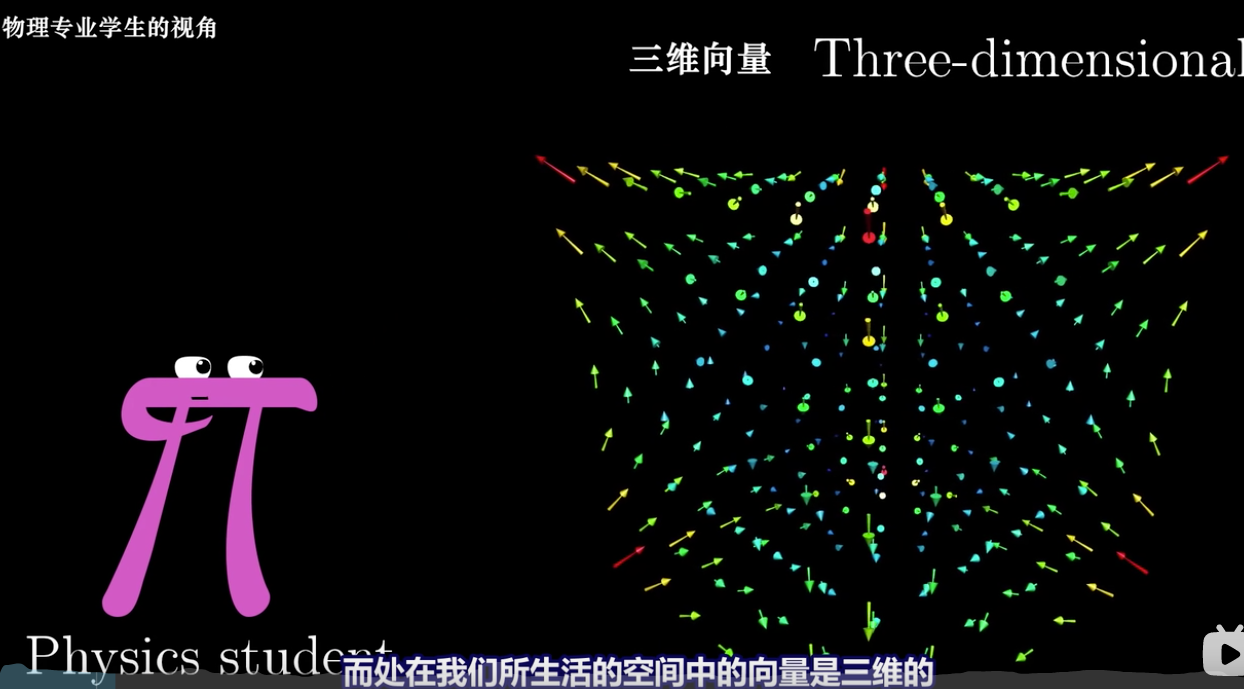 物理专业学生的视角
三维向量 Three-dimensional
Physics student
而处在我们所生活的空间中的向量是三维的